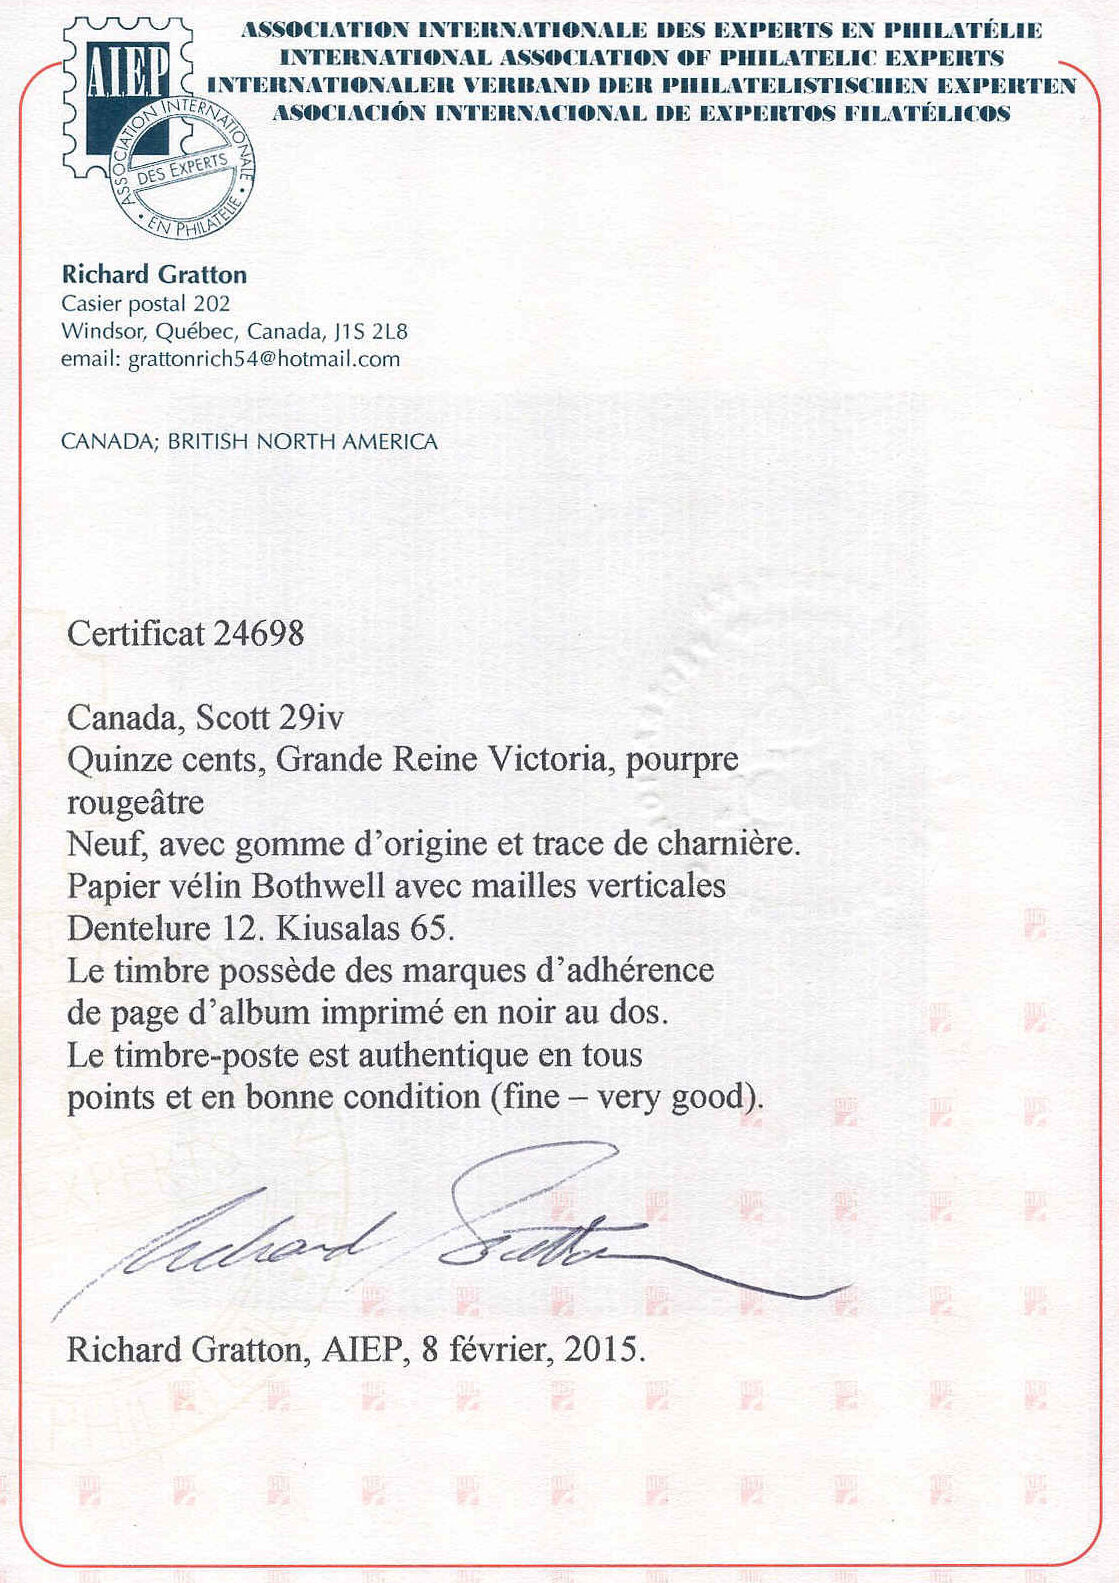 ASSOCIATION INTERNATIONALE DES EXPERTS EN PHILATÉLIE
INTERNATIONAL ASSOCIATION OF PHILATELIC EXPERTS
INTERNATIONALER VERBAND DER PHILATELISTISCHEN EXPERTEN
ASOCIACIÓN INTERNACIONAL DE EXPERTOS FILATÉLICOS
AIEP
ASSOCIATION INTERNATIONALE
DES EXPERTS
EN PHILATELIE
Richard Gratton
Casier postal 202
Windsor, Québec, Canada, J1S 2L8
email: grattonrich54@hotmail.com
CANADA; BRITISH NORTH AMERICA
Certificat 24698
Canada, Scott 29iv
Quinze cents, Grande Reine Victoria, pourpre
rougeâtre
Neuf, avec gomme d'origine et trace de charnière.
Papier vélin Bothwell avec mailles verticales
Dentelure 12. Kiusalas 65.
Le timbre possède des marques d'adhérence
de page d'album imprimé en noir au dos.
Le timbre-poste est authentique en tous
points et en bonne condition (fine – very good).
Richard Gratton
Richard Gratton, AIEP, 8 février, 2015.